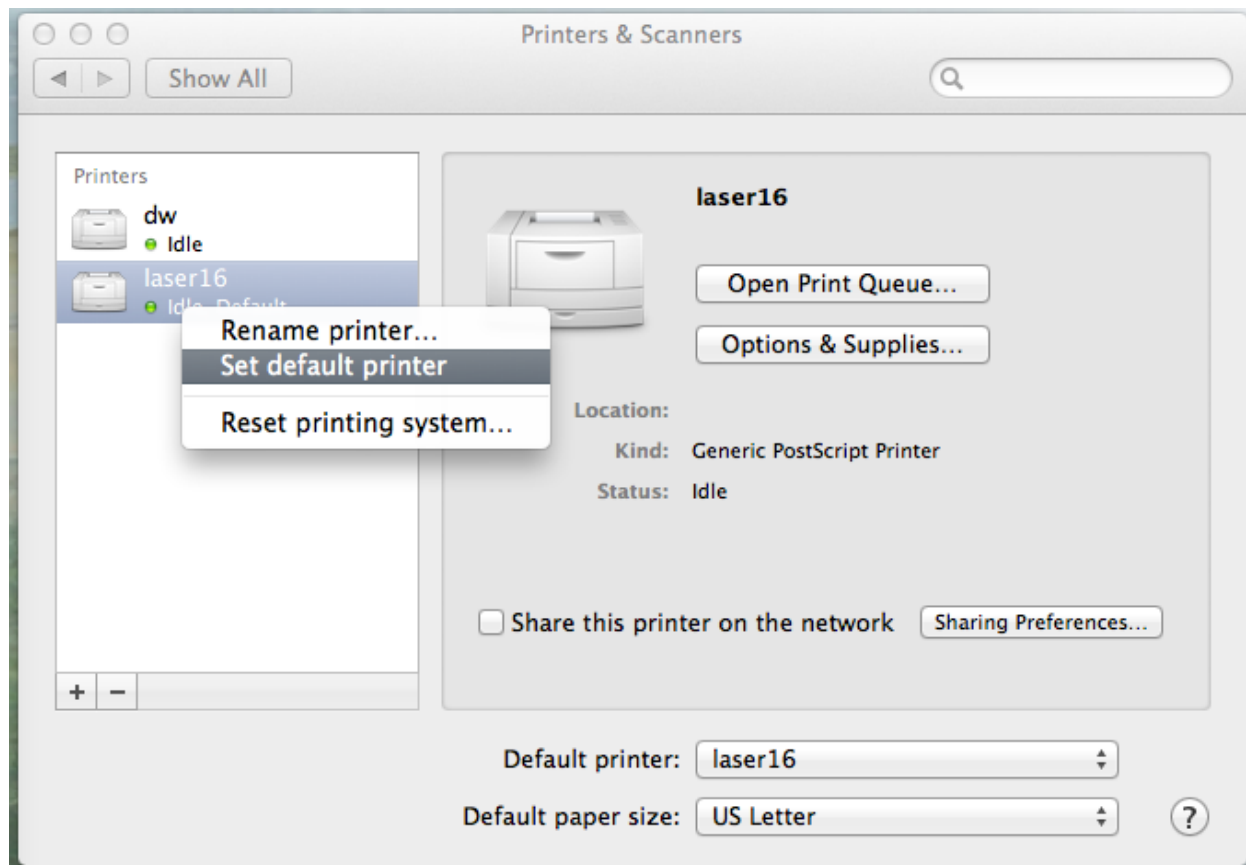 Printers & Scanners
Show All
Printers
dw
Idle
laser16
Idle, Default
Rename printer...
Set default printer
Reset printing system...
laser16
Open Print Queue...
Options & Supplies...
Location:
Kind: Generic PostScript Printer
Status: Idle
Share this printer on the network Sharing Preferences...
+ −
Default printer: laser16
Default paper size: US Letter ?